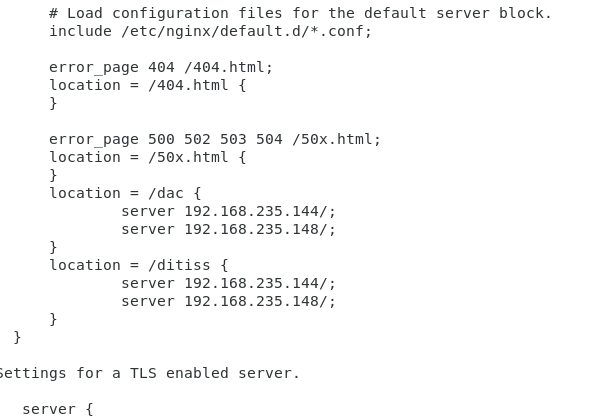 # Load configuration files for the default server block.
include /etc/nginx/default.d/*.conf;
error_page 404 /404.html;
location = /404.html {
}
error_page 500 502 503 504 /50x.html;
location = /50x.html {
}
location = /dac {
server 192.168.235.144/;
server 192.168.235.148/;
}
location = /ditiss {
server 192.168.235.144/;
server 192.168.235.148/;
}
}
Settings for a TLS enabled server.
server {